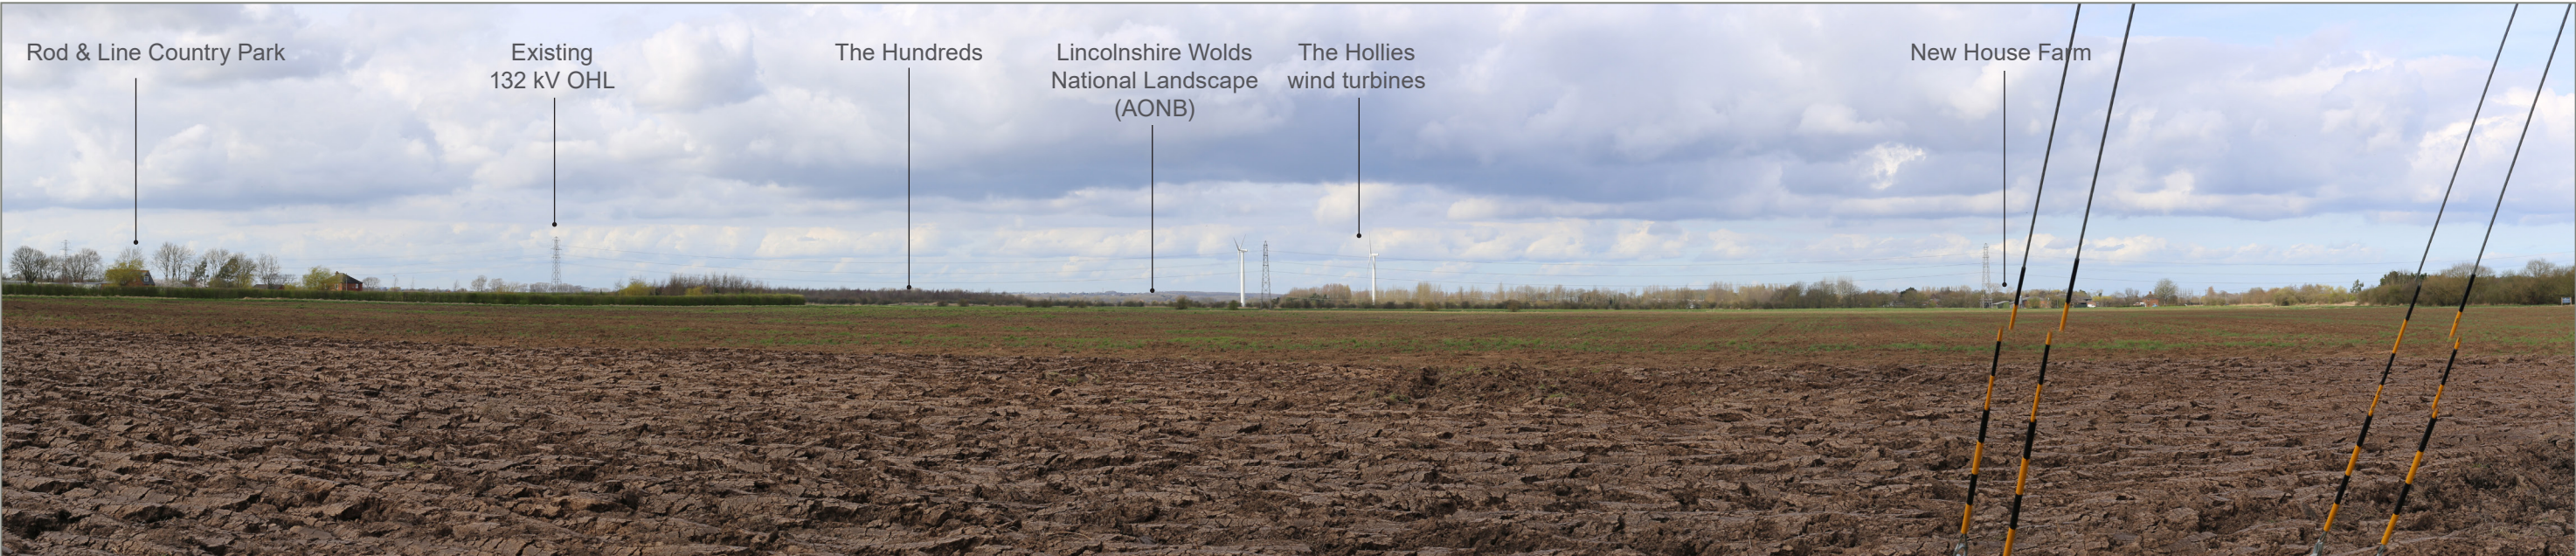 Rod & Line Country Park
Existing
132 kV OHL
The Hundreds
Lincolnshire Wolds
National Landscape
(AONB)
The Hollies
wind turbines
New House Farm